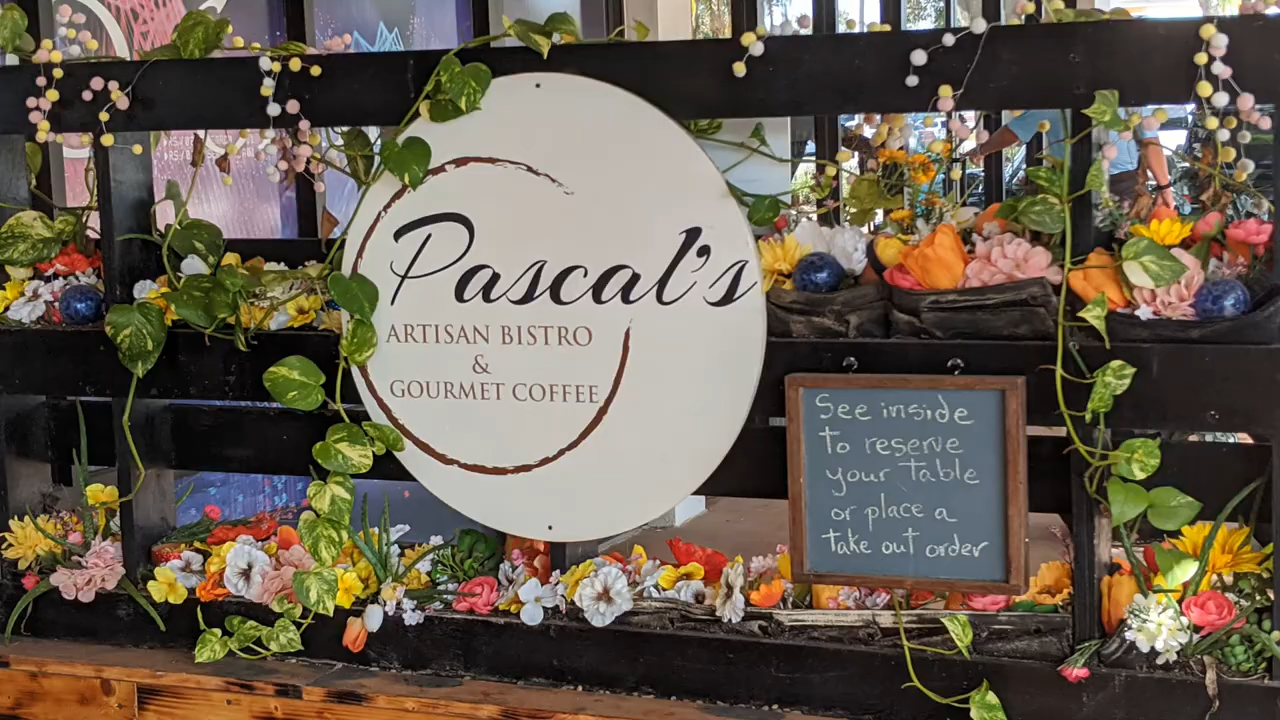 Pascal's
ARTISAN BISTRO
&
GOURMET COFFEE
See inside
to reserve
your table
or place a
take out order